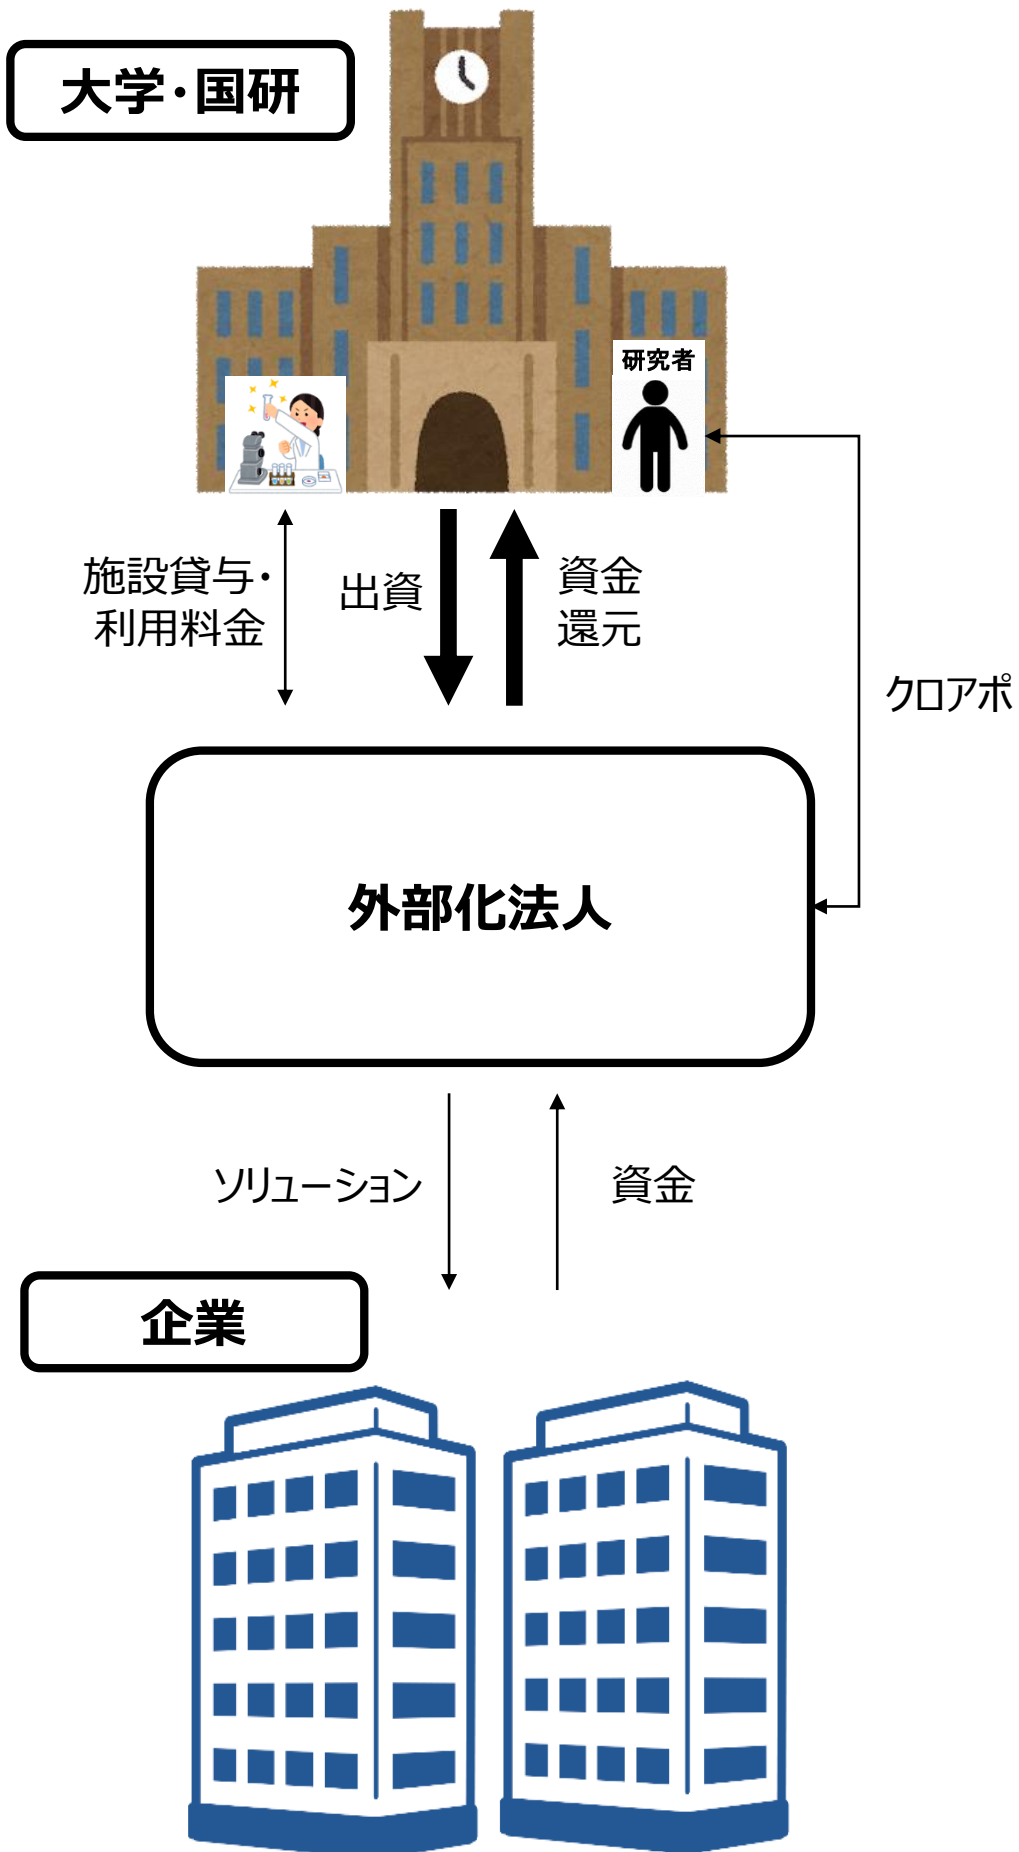 大学・国研
研究者
施設貸与・
利用料金
出資
資金
還元
クロアポ
外部化法人
ソリューション
資金
企業